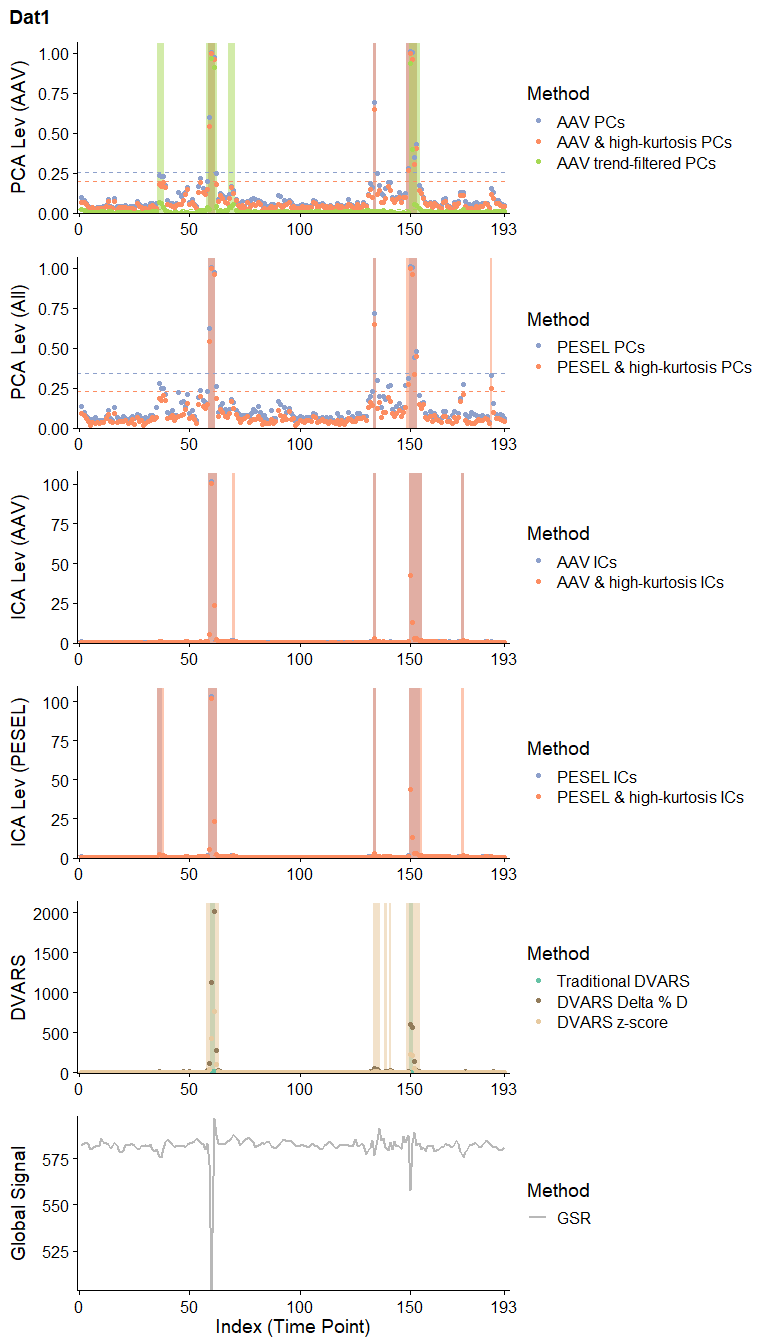 Dat1
PCA Lev (AAV)
1.00
0.75
0.50
0.25
0.00
0 50 100 150 193
Method
AAV PCs
AAV & high-kurtosis PCs
AAV trend-filtered PCs
PCA Lev (All)
1.00
0.75
0.50
0.25
0.00
0 50 100 150 193
Method
PESEL PCs
PESEL & high-kurtosis PCs
ICA Lev (AAV)
100
75
50
25
0
0 50 100 150 193
Method
AAV ICs
AAV & high-kurtosis ICs
ICA Lev (PESEL)
100
75
50
25
0
0 50 100 150 193
Method
PESEL ICs
PESEL & high-kurtosis ICs
DVARS
2000
1500
1000
500
0
0 50 100 150 193
Method
Traditional DVARS
DVARS Delta % D
DVARS z-score
Global Signal
575
550
525
0 50 100 150 193
Index (Time Point)
Method
GSR